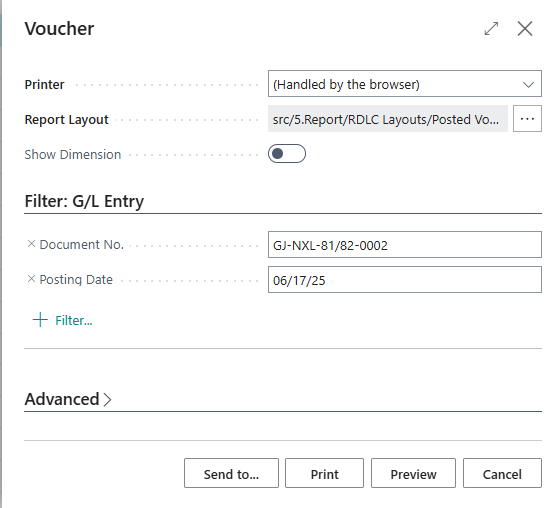 Voucher
Printer (Handled by the browser)
Report Layout src/5.Report/RDLC Layouts/Posted Vo... ...
Show Dimension
Filter: G/L Entry
× Document No. GJ-NXL-81/82-0002
× Posting Date 06/17/25
+ Filter...
Advanced >
Send to... Print Preview Cancel